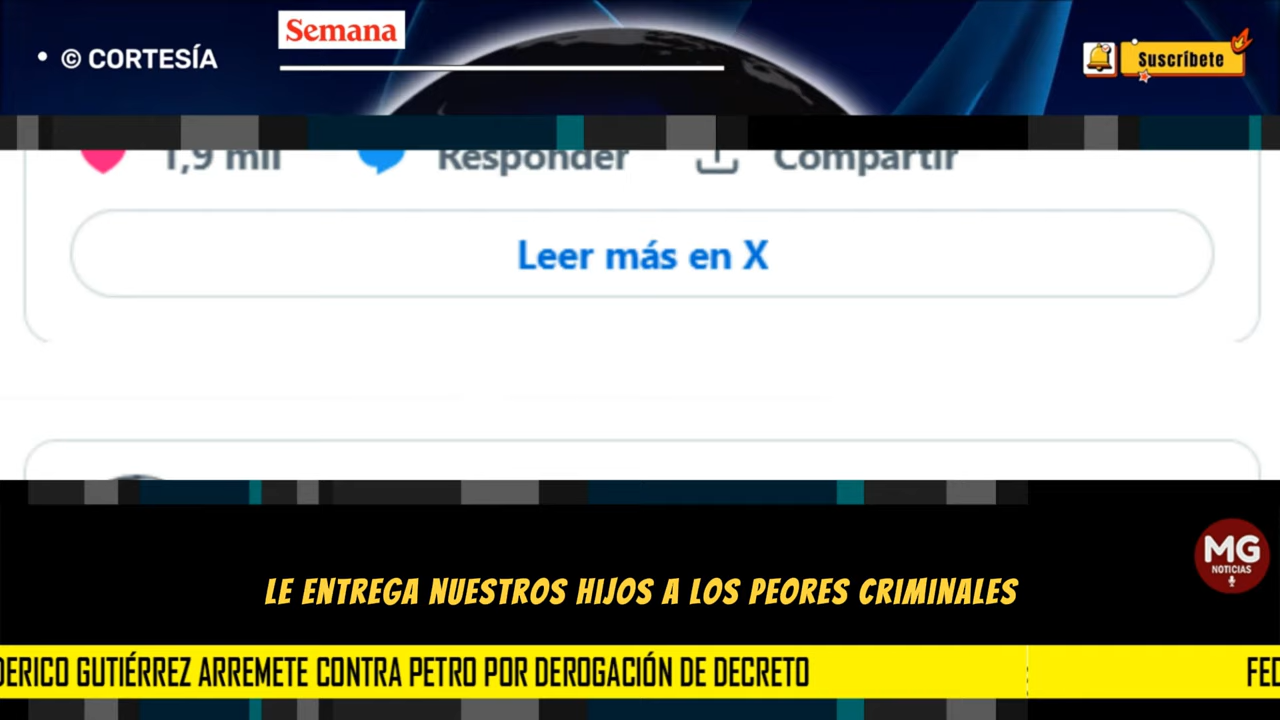 Semana
• © CORTESÍA
Suscríbete
1,9 mil Responder Compartir
Leer más en X
MG
NOTICIAS
LE ENTREGA NUESTROS HIJOS A LOS PEORES CRIMINALES
DERICO GUTIÉRREZ ARREMETE CONTRA PETRO POR DEROGACIÓN DE DECRETO FED